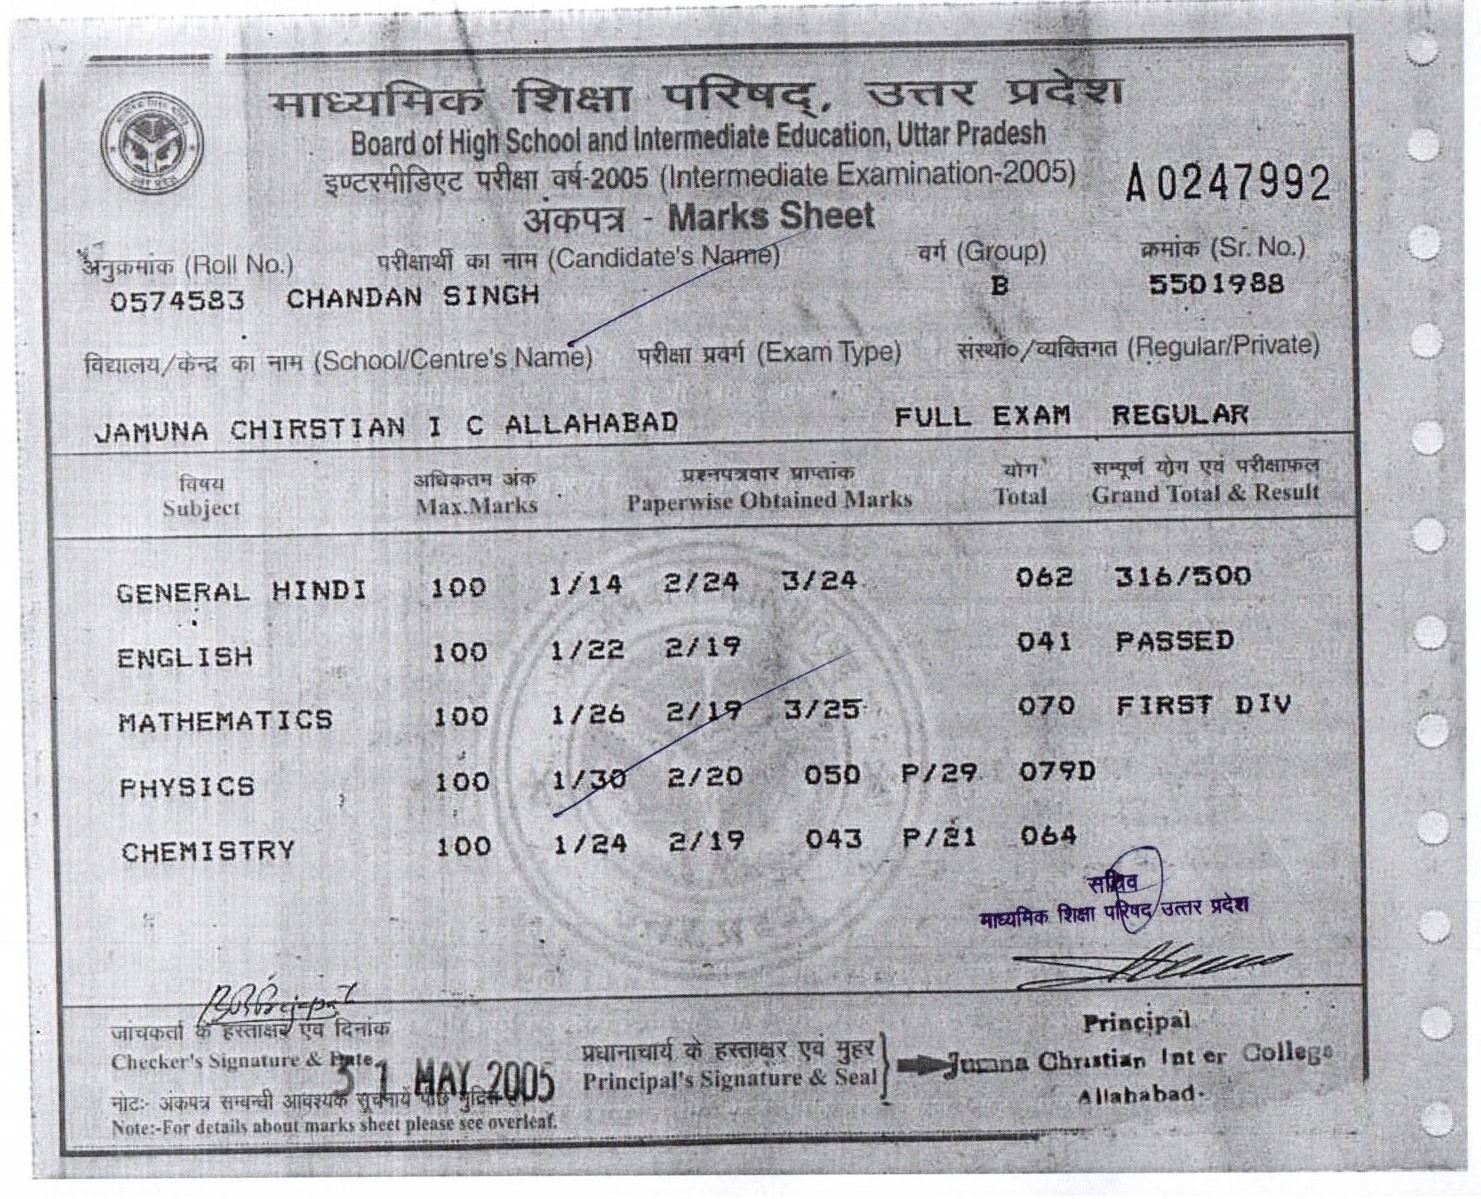 माध्यमिक शिक्षा परिषद्, उत्तर प्रदेश
Board of High School and Intermediate Education, Uttar Pradesh
इण्टरमीडिएट परीक्षा वर्ष-2005 (Intermediate Examination-2005)
A0247992
अंकपत्र - Marks Sheet
अनुक्रमांक (Roll No.) परीक्षार्थी का नाम (Candidate's Name) वर्ग (Group) क्रमांक (Sr. No.)
0574583 CHANDAN SINGH B 5501988
विद्यालय/केन्द्र का नाम (School/Centre's Name) परीक्षा प्रवर्ग (Exam Type) संस्था०/व्यक्तिगत (Regular/Private)
JAMUNA CHIRSTIAN I C ALLAHABAD FULL EXAM REGULAR
विषय अधिकतम अंक प्रश्नपत्रवार प्राप्तांक योग सम्पूर्ण योग एवं परीक्षाफल
Subject Max.Marks Paperwise Obtained Marks Total Grand Total & Result
GENERAL HINDI 100 1/14 2/24 3/24 062 316/500
ENGLISH 100 1/22 2/19 041 PASSED
MATHEMATICS 100 1/26 2/19 3/25 070 FIRST DIV
PHYSICS 100 1/30 2/20 050 P/29 079D
CHEMISTRY 100 1/24 2/19 043 P/21 064
सचिव
माध्यमिक शिक्षा परिषद उत्तर प्रदेश
जांचकर्ता के हस्ताक्षर एवं दिनांक
Checker's Signature & Date
31 MAY 2005
प्रधानाचार्य के हस्ताक्षर एवं मुहर
Principal's Signature & Seal
Principal
Jumna Christian Inter College
Allahabad.
नोटः- अंकपत्र सम्बन्धी आवश्यक सूचनायें
Note:-For details about marks sheet please see overleaf.